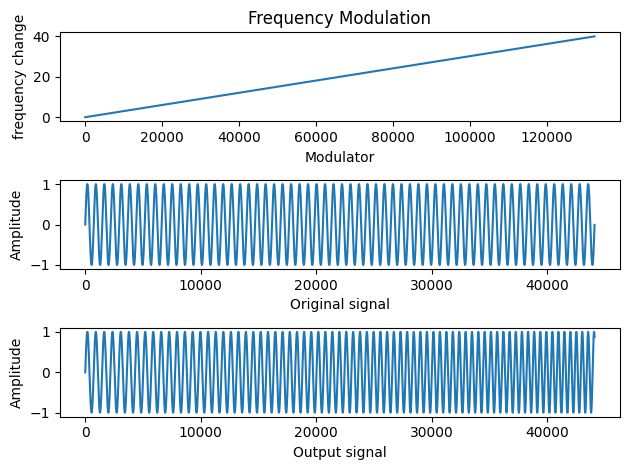 Frequency Modulation
frequency change
40
20
0
0 20000 40000 60000 80000 100000 120000
Modulator
Amplitude
1
0
−1
0 10000 20000 30000 40000
Original signal
Amplitude
1
0
−1
0 10000 20000 30000 40000
Output signal